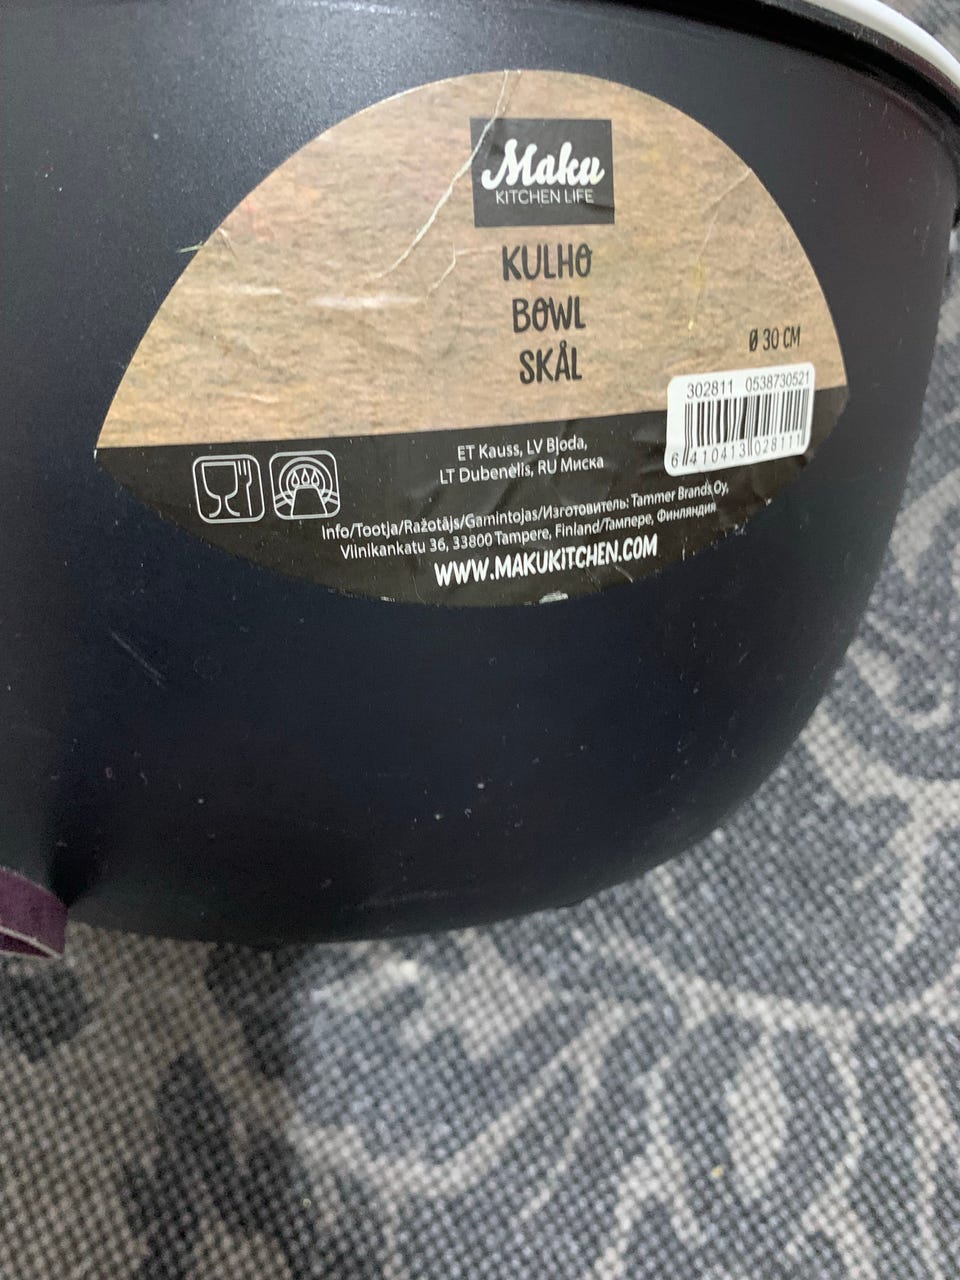 Maku
KITCHEN LIFE
KULHO
BOWL
SKÅL
Ø 30 CM
302811 0538730521
6 410413 028111
ET Kauss, LV Bļoda,
LT Dubenėlis, RU Миска
Info/Tootja/Ražotājs/Gamintojas/Изготовитель: Tammer Brands Oy,
Viinikankatu 36, 33800 Tampere, Finland/Тампере, Финляндия
WWW.MAKUKITCHEN.COM